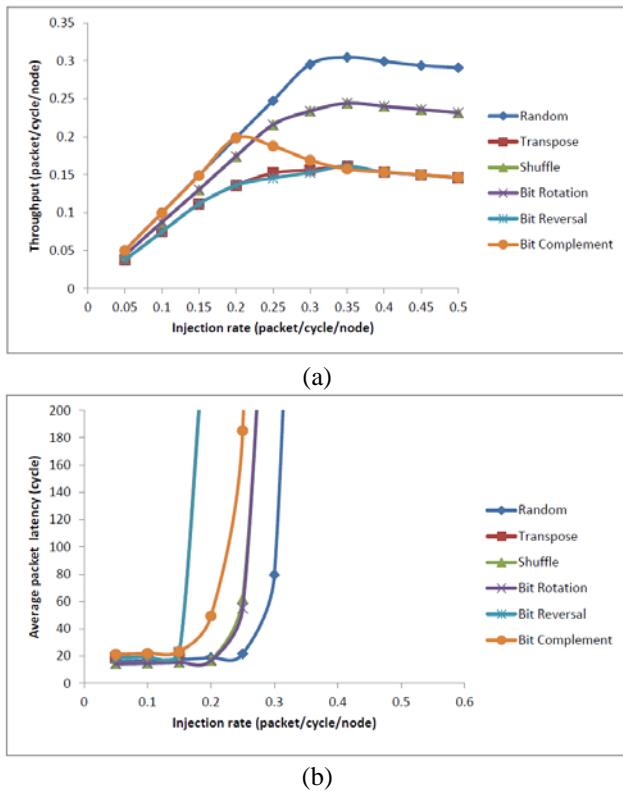 0.35
0.3
0.25
0.2
0.15
0.1
0.05
0
Throughput (packet/cycle/node)
0 0.05 0.1 0.15 0.2 0.25 0.3 0.35 0.4 0.45 0.5
Injection rate (packet/cycle/node)
Random
Transpose
Shuffle
Bit Rotation
Bit Reversal
Bit Complement
(a)
200
180
160
140
120
100
80
60
40
20
0
Average packet latency (cycle)
0 0.1 0.2 0.3 0.4 0.5 0.6
Injection rate (packet/cycle/node)
Random
Transpose
Shuffle
Bit Rotation
Bit Reversal
Bit Complement
(b)